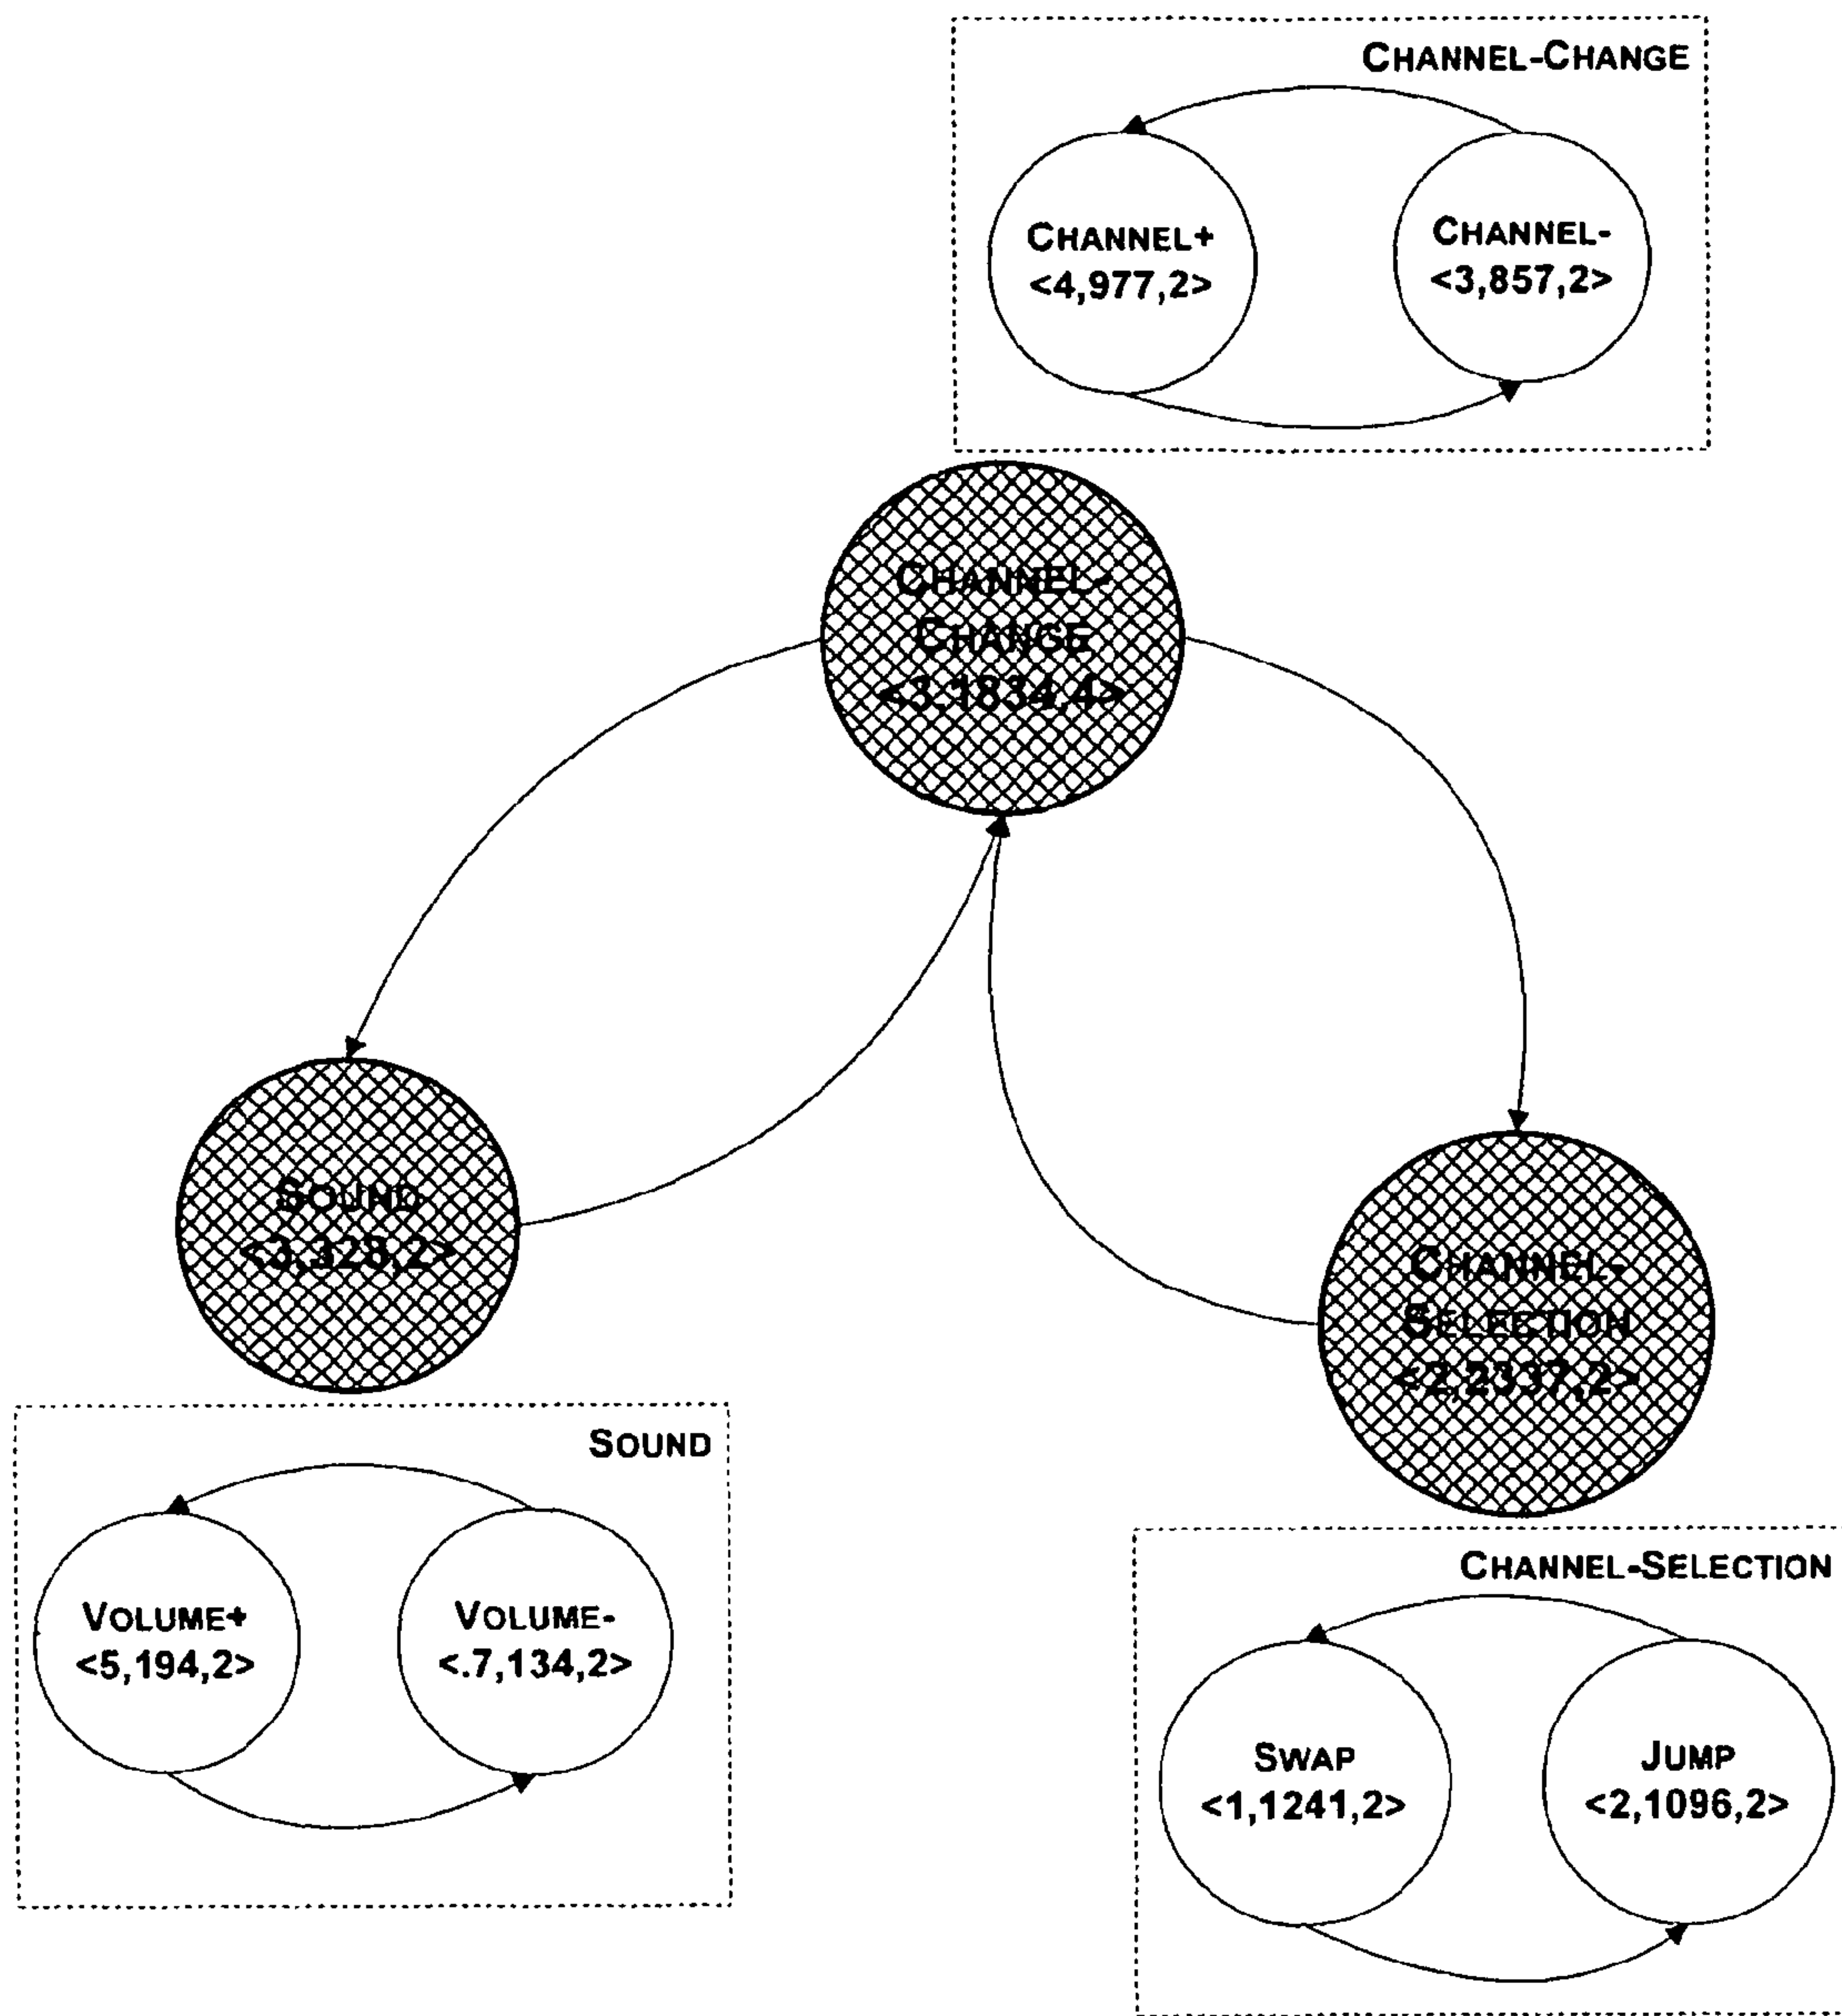 CHANNEL-CHANGE
CHANNEL+
<4,977,2>
CHANNEL-
<3,857,2>
CHANNEL-
CHANGE
<3.1834,4>
SOUND
<3,328,2>
CHANNEL-
SELECTION
<2,2337,2>
SOUND
VOLUME+
<5,194,2>
VOLUME-
<.7,134,2>
CHANNEL-SELECTION
SWAP
<1,1241,2>
JUMP
<2,1096,2>